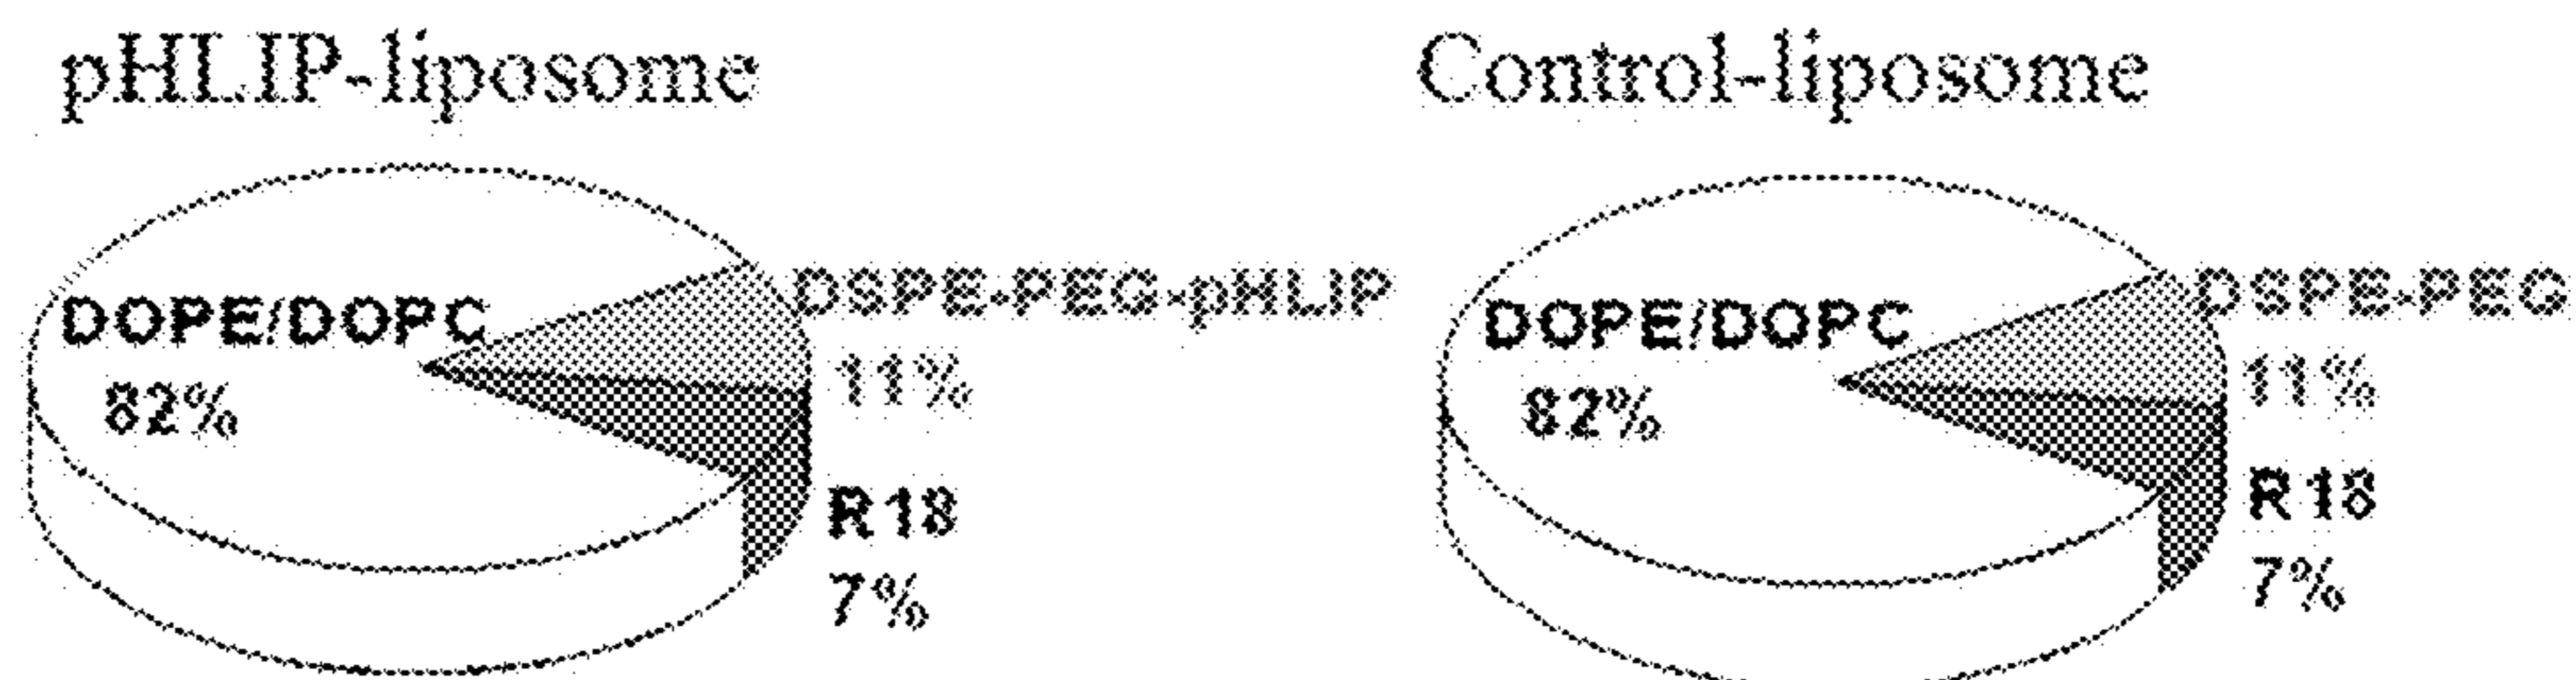 pHLIP-liposome
DOPE/DOPC
82%
DSPE-PEG-pHLIP
11%
R18
7%
Control-liposome
DOPE/DOPC
82%
DSPE-PEG
11%
R18
7%